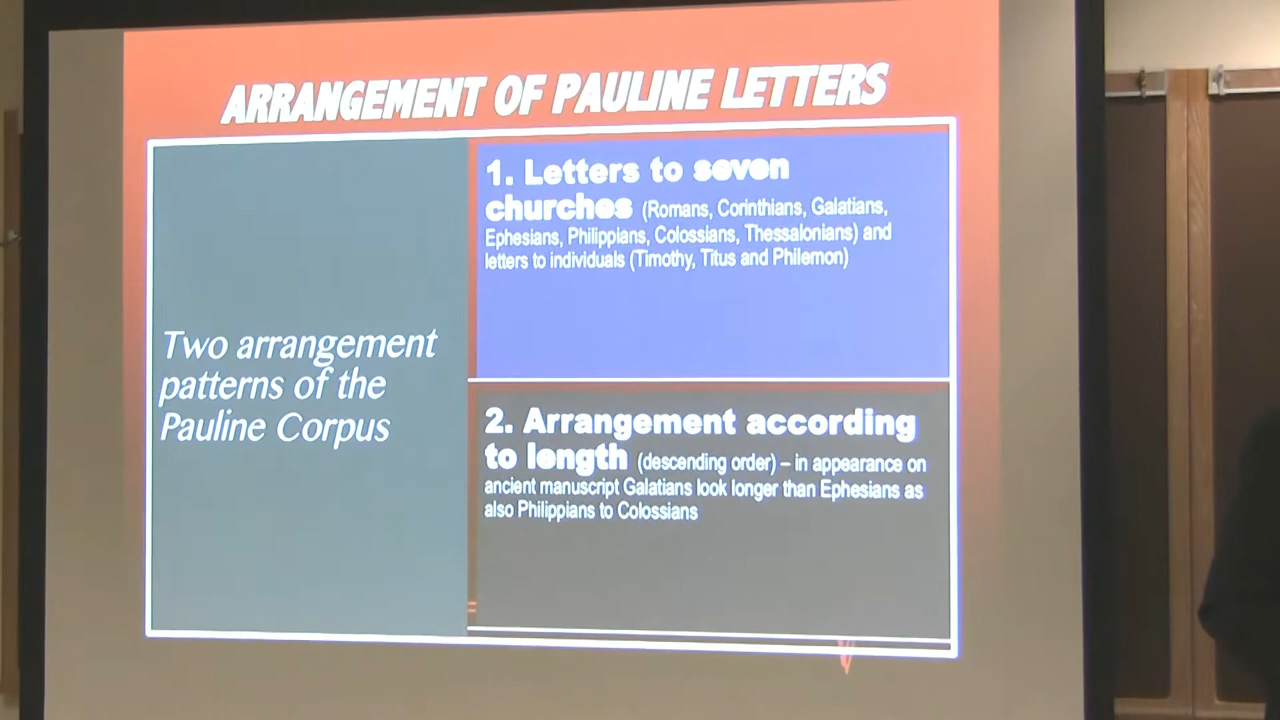 ARRANGEMENT OF PAULINE LETTERS
Two arrangement
patterns of the
Pauline Corpus
1. Letters to seven
churches (Romans, Corinthians, Galatians,
Ephesians, Philippians, Colossians, Thessalonians) and
letters to individuals (Timothy, Titus and Philemon)
2. Arrangement according
to length (descending order) – in appearance on
ancient manuscript Galatians look longer than Ephesians as
also Philippians to Colossians